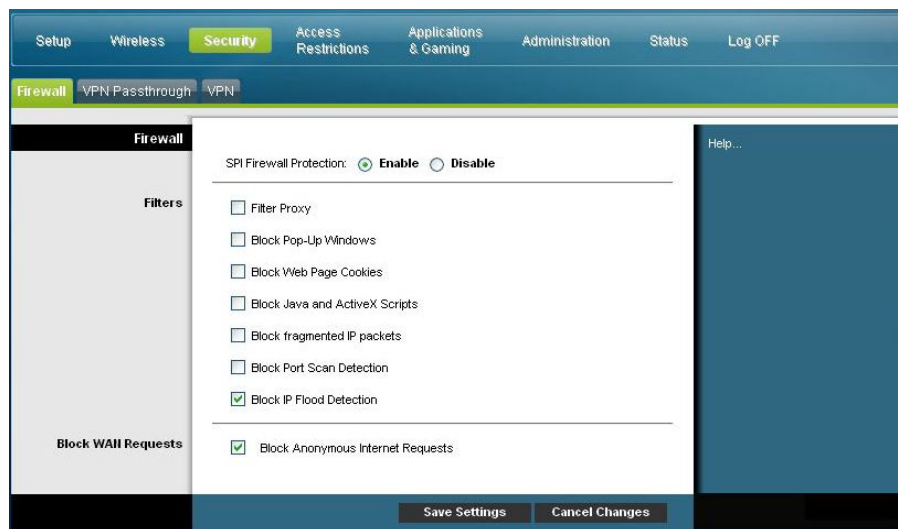 Setup Wireless Security Access Restrictions Applications & Gaming Administration Status Log OFF
Firewall VPN Passthrough VPN
Firewall
Help...
SPI Firewall Protection: Enable Disable
Filters
Filter Proxy
Block Pop-Up Windows
Block Web Page Cookies
Block Java and ActiveX Scripts
Block fragmented IP packets
Block Port Scan Detection
Block IP Flood Detection
Block WAN Requests
Block Anonymous Internet Requests
Save Settings Cancel Changes